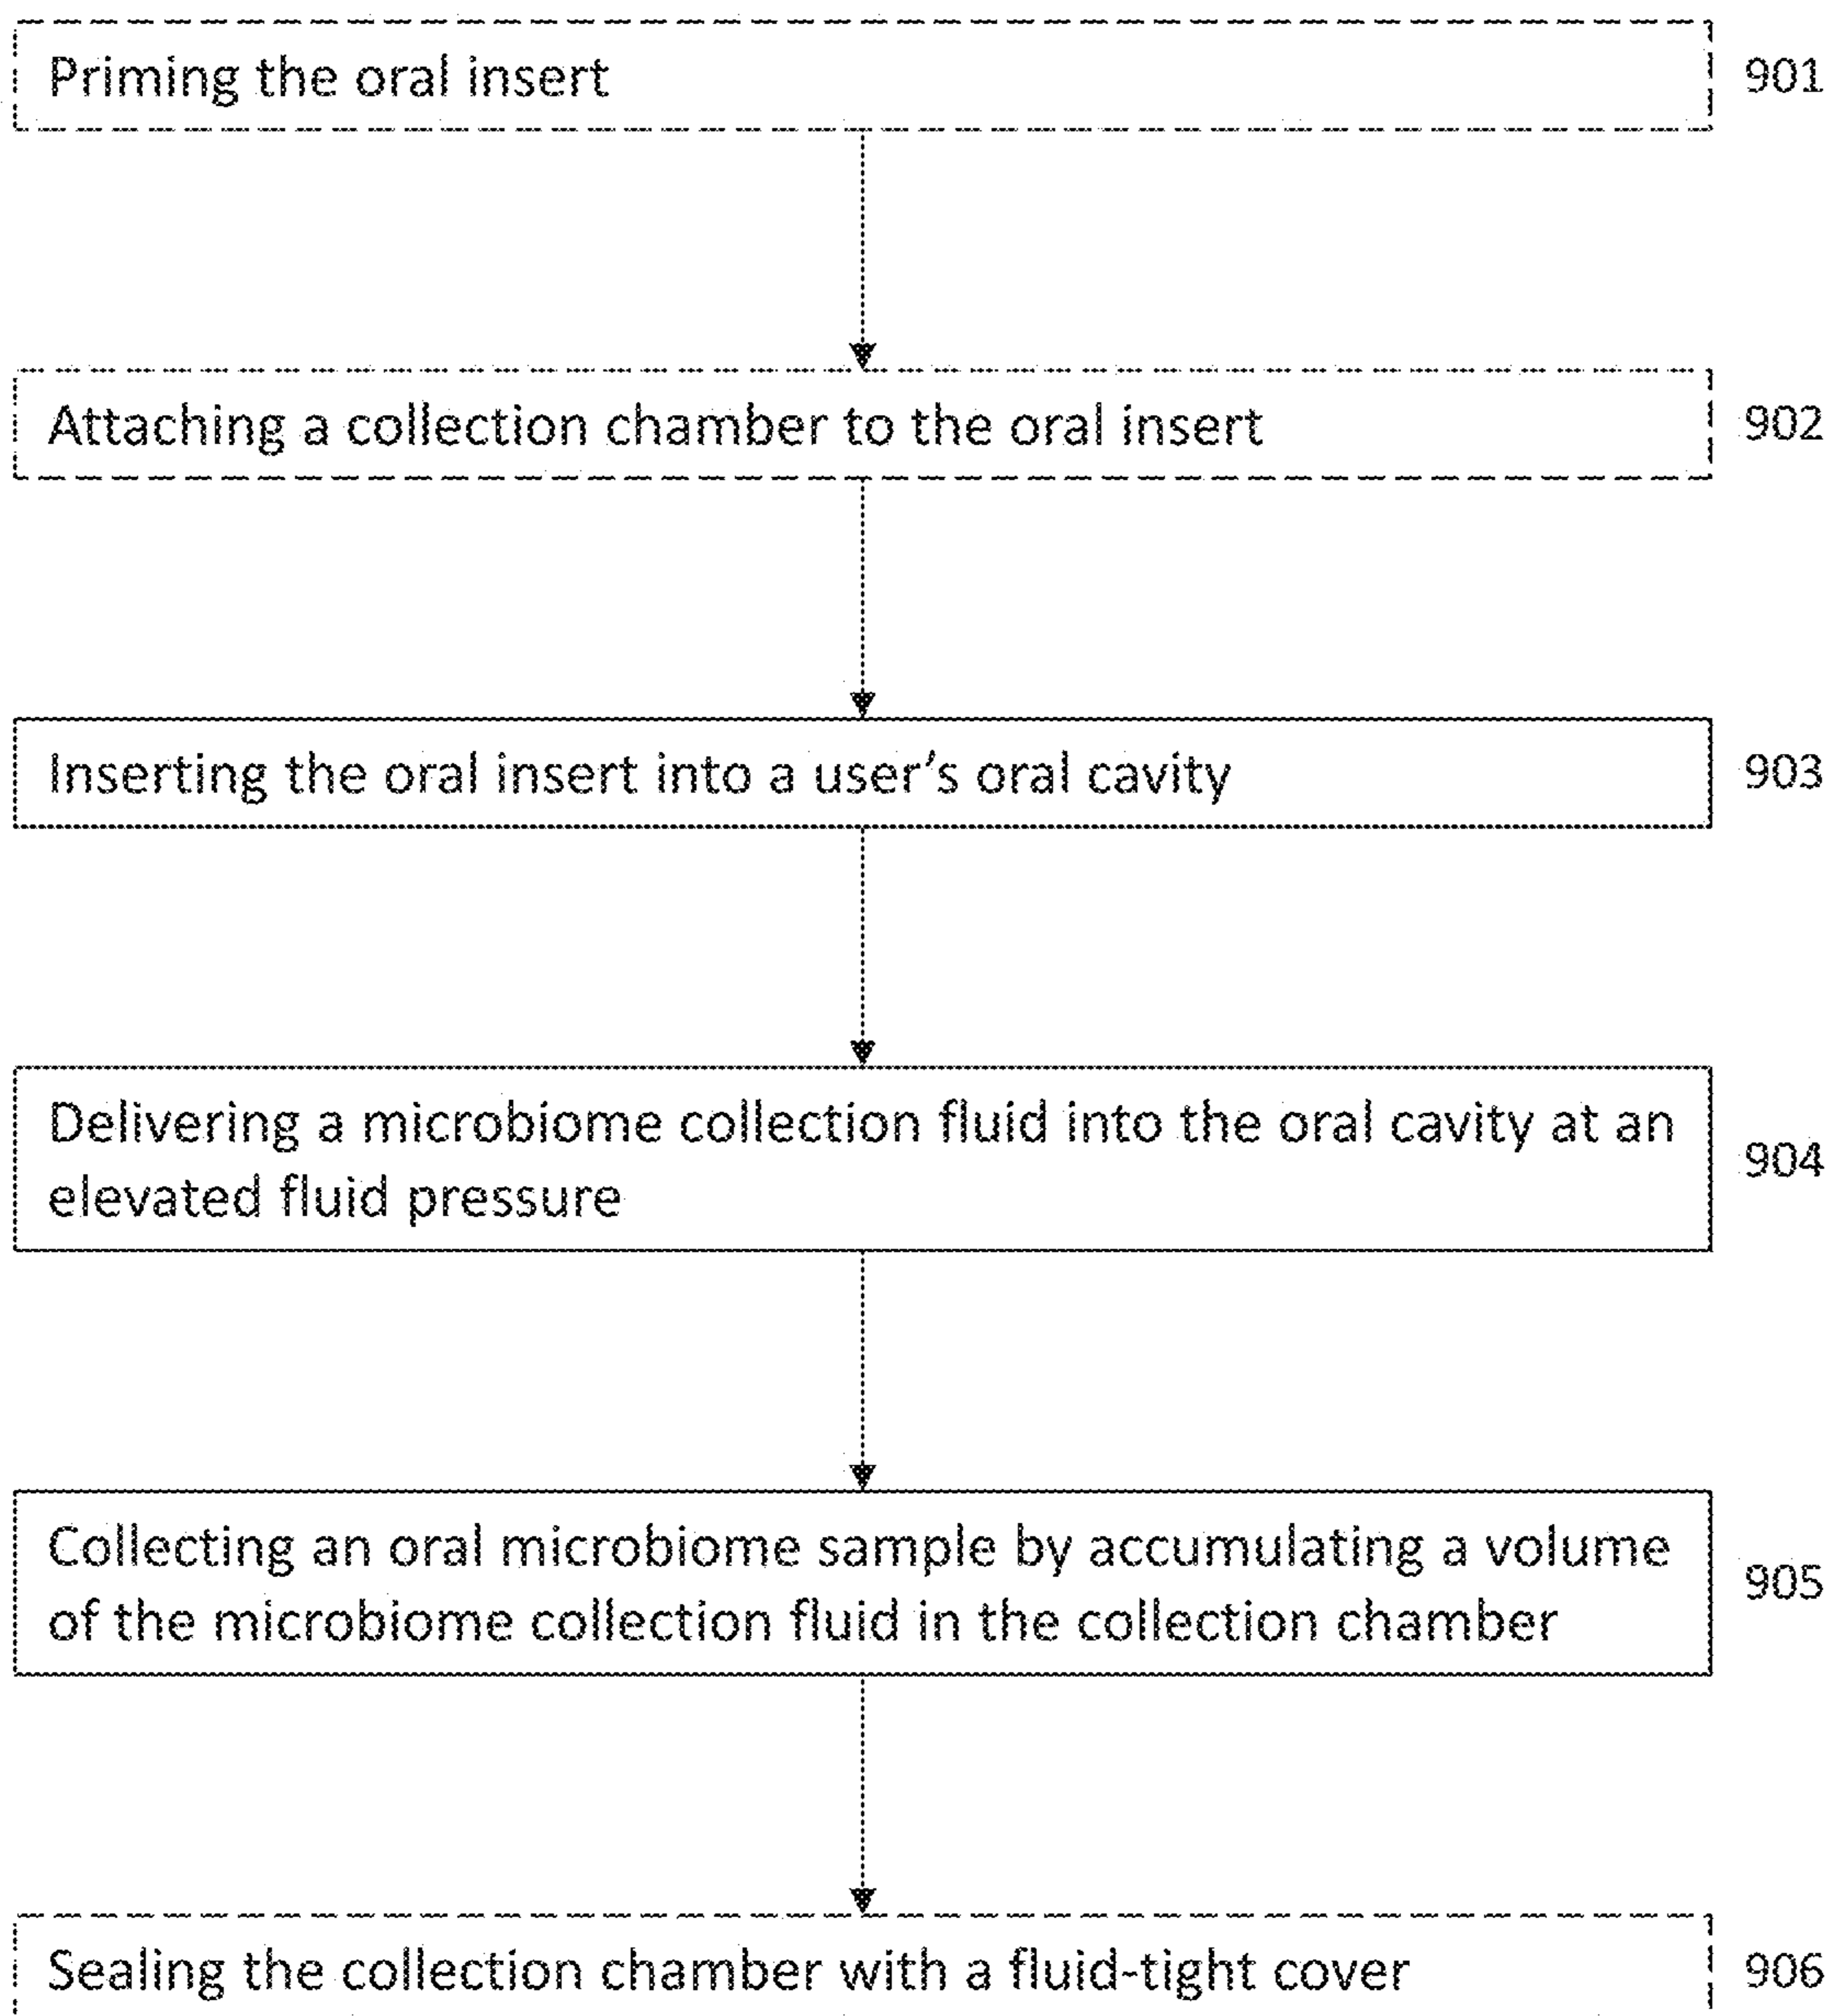 Priming the oral insert 901
Attaching a collection chamber to the oral insert 902
Inserting the oral insert into a user's oral cavity 903
Delivering a microbiome collection fluid into the oral cavity at an
elevated fluid pressure
904
Collecting an oral microbiome sample by accumulating a volume
of the microbiome collection fluid in the collection chamber
905
Sealing the collection chamber with a fluid-tight cover 906